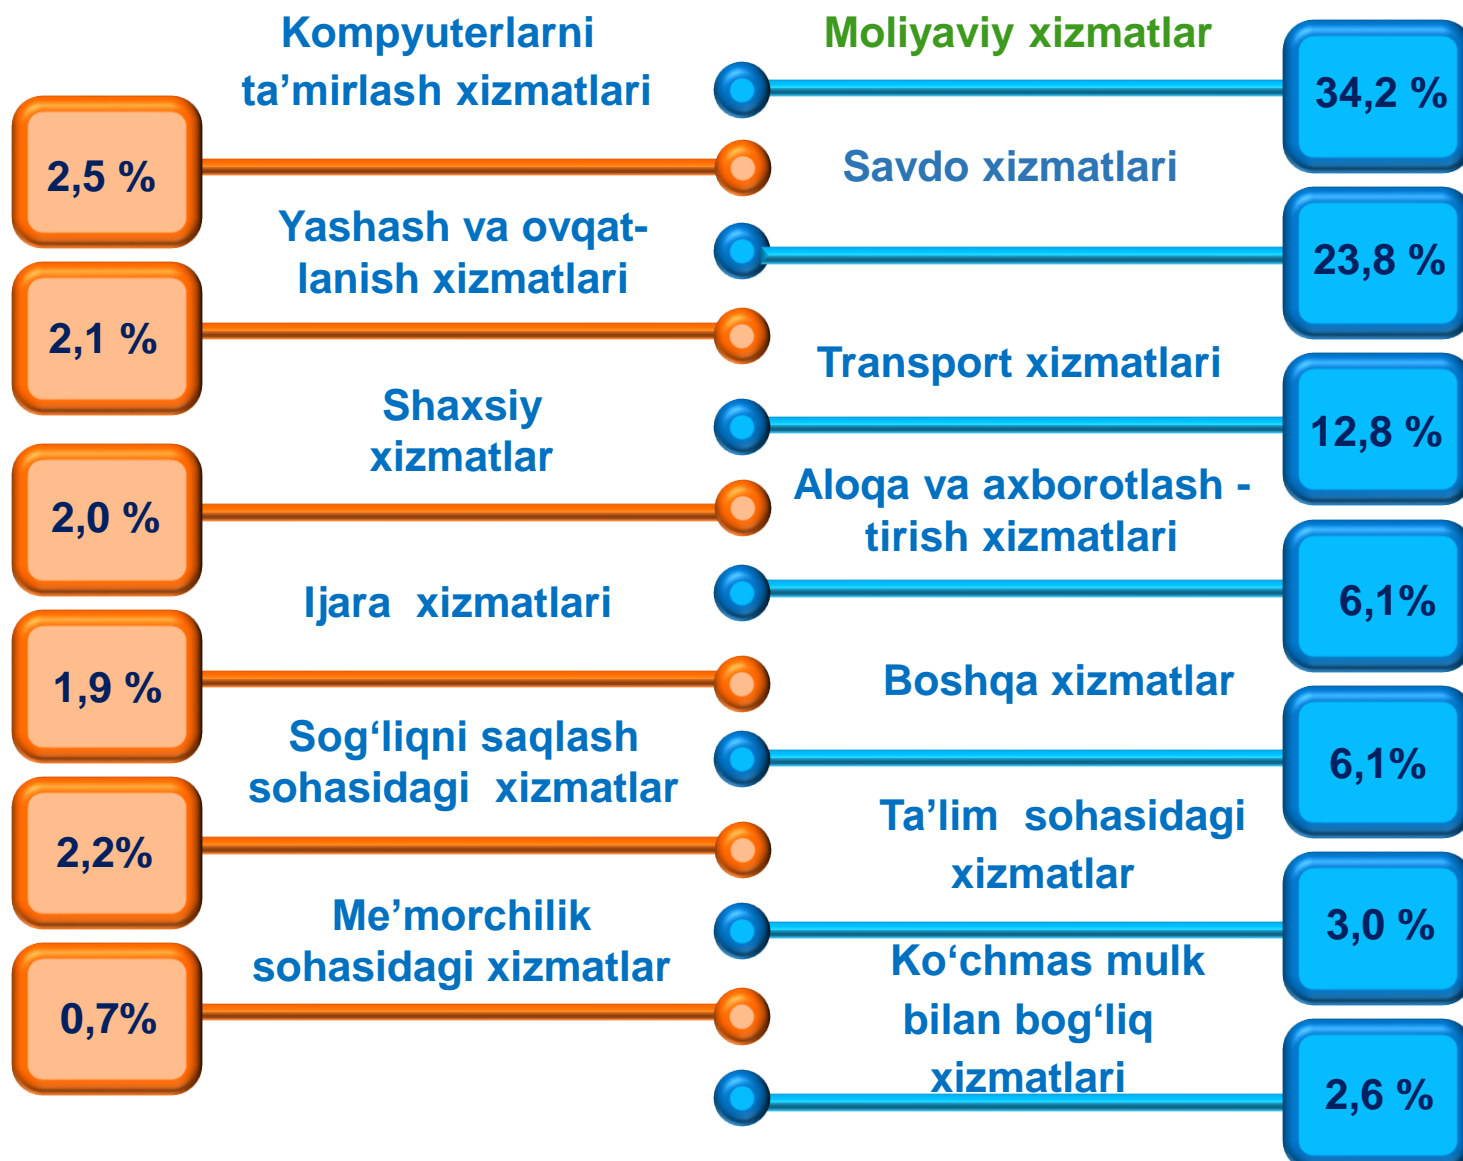 Kompyuterlarni
ta’mirlash xizmatlari
2,5 %
Yashash va ovqat-
lanish xizmatlari
2,1 %
Shaxsiy
xizmatlar
2,0 %
Ijara  xizmatlari
1,9 %
Sog‘liqni saqlash
sohasidagi  xizmatlar
2,2%
Me’morchilik
sohasidagi xizmatlar
0,7%
Moliyaviy xizmatlar
34,2 %
Savdo xizmatlari
23,8 %
Transport xizmatlari
12,8 %
Aloqa va axborotlash -
tirish xizmatlari
6,1%
Boshqa xizmatlar
6,1%
Ta’lim  sohasidagi
xizmatlar
3,0 %
Ko‘chmas mulk
bilan bog‘liq
xizmatlari
2,6 %